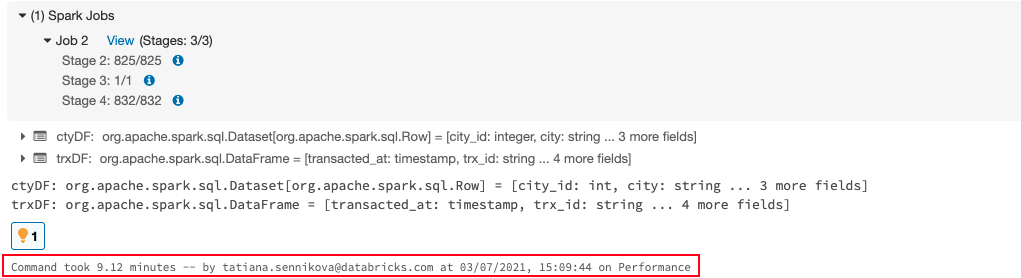 (1) Spark Jobs
Job 2 View (Stages: 3/3)
Stage 2: 825/825
Stage 3: 1/1
Stage 4: 832/832
ctyDF: org.apache.spark.sql.Dataset[org.apache.spark.sql.Row] = [city_id: integer, city: string ... 3 more fields]
trxDF: org.apache.spark.sql.DataFrame = [transacted_at: timestamp, trx_id: string ... 4 more fields]
ctyDF: org.apache.spark.sql.Dataset[org.apache.spark.sql.Row] = [city_id: int, city: string ... 3 more fields]
trxDF: org.apache.spark.sql.DataFrame = [transacted_at: timestamp, trx_id: string ... 4 more fields]
1
Command took 9.12 minutes -- by tatiana.sennikova@databricks.com at 03/07/2021, 15:09:44 on Performance